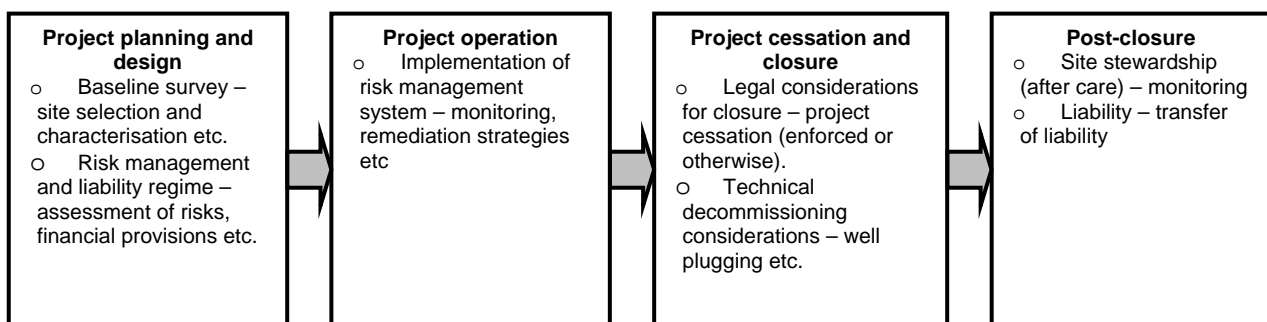 Project planning and
design
o Baseline survey –
site selection and
characterisation etc.
o Risk management
and liability regime –
assessment of risks,
financial provisions etc.
Project operation
o Implementation of
risk management
system – monitoring,
remediation strategies
etc
Project cessation and
closure
o Legal considerations
for closure – project
cessation (enforced or
otherwise).
o Technical
decommissioning
considerations – well
plugging etc.
Post-closure
o Site stewardship
(after care) – monitoring
o Liability – transfer
of liability